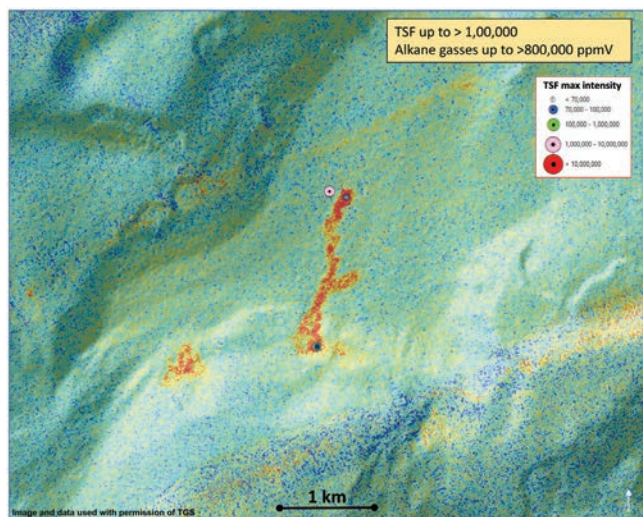 TSF up to > 1,00,000
Alkane gasses up to >800,000 ppmV
TSF max intensity
< 70,000
70,000 – 100,000
100,000 – 1,000,000
1,000,000 – 10,000,000
> 10,000,000
1 km
Image and data used with permission of TGS